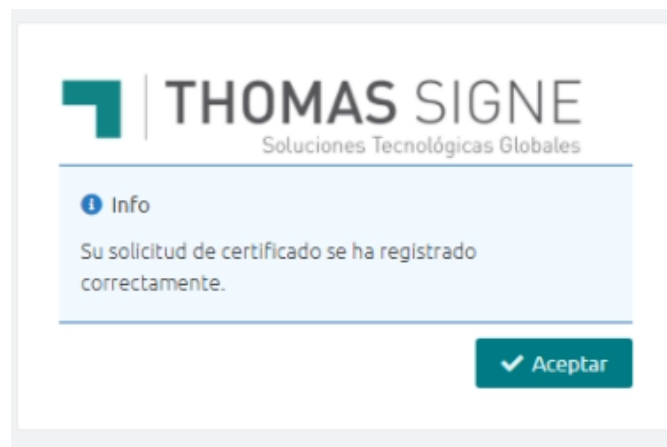 THOMAS SIGNE
Soluciones Tecnológicas Globales
Info
Su solicitud de certificado se ha registrado
correctamente.
Aceptar